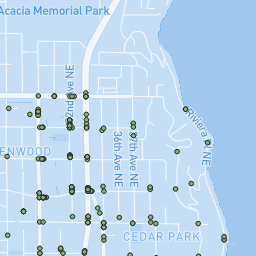 Acacia Memorial Park
2nd Ave NE
Riviera Pl NE
36th Ave NE
37th Ave NE
ENWOOD
CEDAR PARK